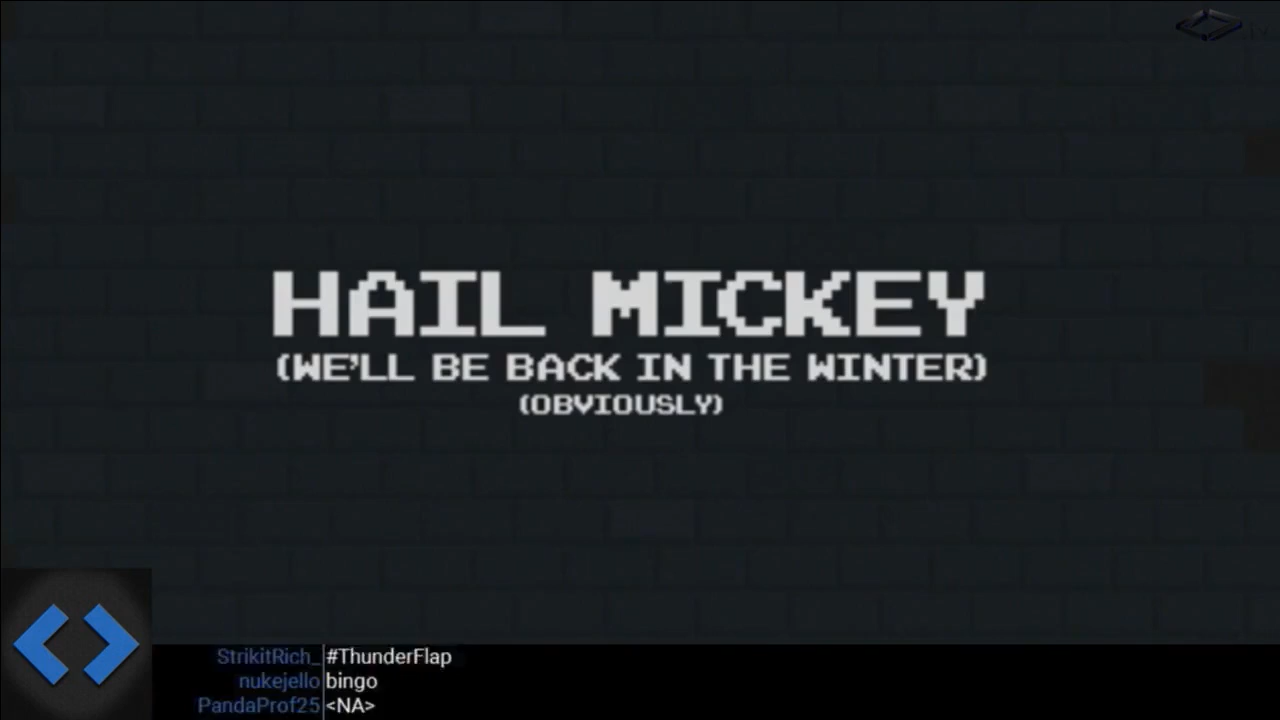 HAIL MICKEY
(WE'LL BE BACK IN THE WINTER)
(OBVIOUSLY)
StrikitRich_ #ThunderFlap
nukejello bingo
PandaProf25 <NA>